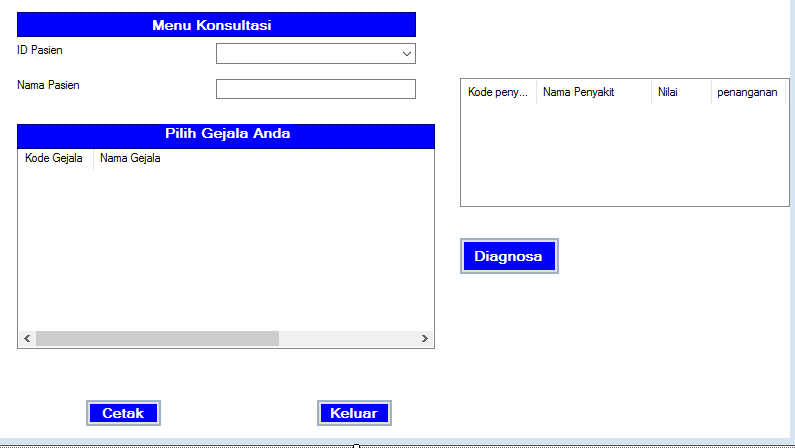 Menu Konsultasi
ID Pasien
Nama Pasien
Pilih Gejala Anda
Kode Gejala Nama Gejala
Kode peny... Nama Penyakit Nilai penanganan
Diagnosa
Cetak Keluar